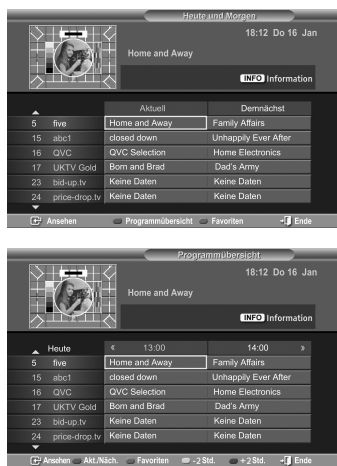 Heute und Morgen
18:12 Do 16 Jan
Home and Away
INFO Information
Aktuell Demnächst
5 five Home and Away Family Affairs
15 abc1 closed down Unhappily Ever After
16 QVC QVC Selection Home Electronics
17 UKTV Gold Born and Brad Dad's Army
23 bid-up.tv Keine Daten Keine Daten
24 price-drop.tv Keine Daten Keine Daten
Ansehen Programmübersicht Favoriten Ende
Programmübersicht
18:12 Do 16 Jan
Home and Away
INFO Information
Heute « 13:00 14:00 »
5 five Home and Away Family Affairs
15 abc1 closed down Unhappily Ever After
16 QVC QVC Selection Home Electronics
17 UKTV Gold Born and Brad Dad's Army
23 bid-up.tv Keine Daten Keine Daten
24 price-drop.tv Keine Daten Keine Daten
Ansehen Akt./Näch. Favoriten -2 Std. +2 Std. Ende